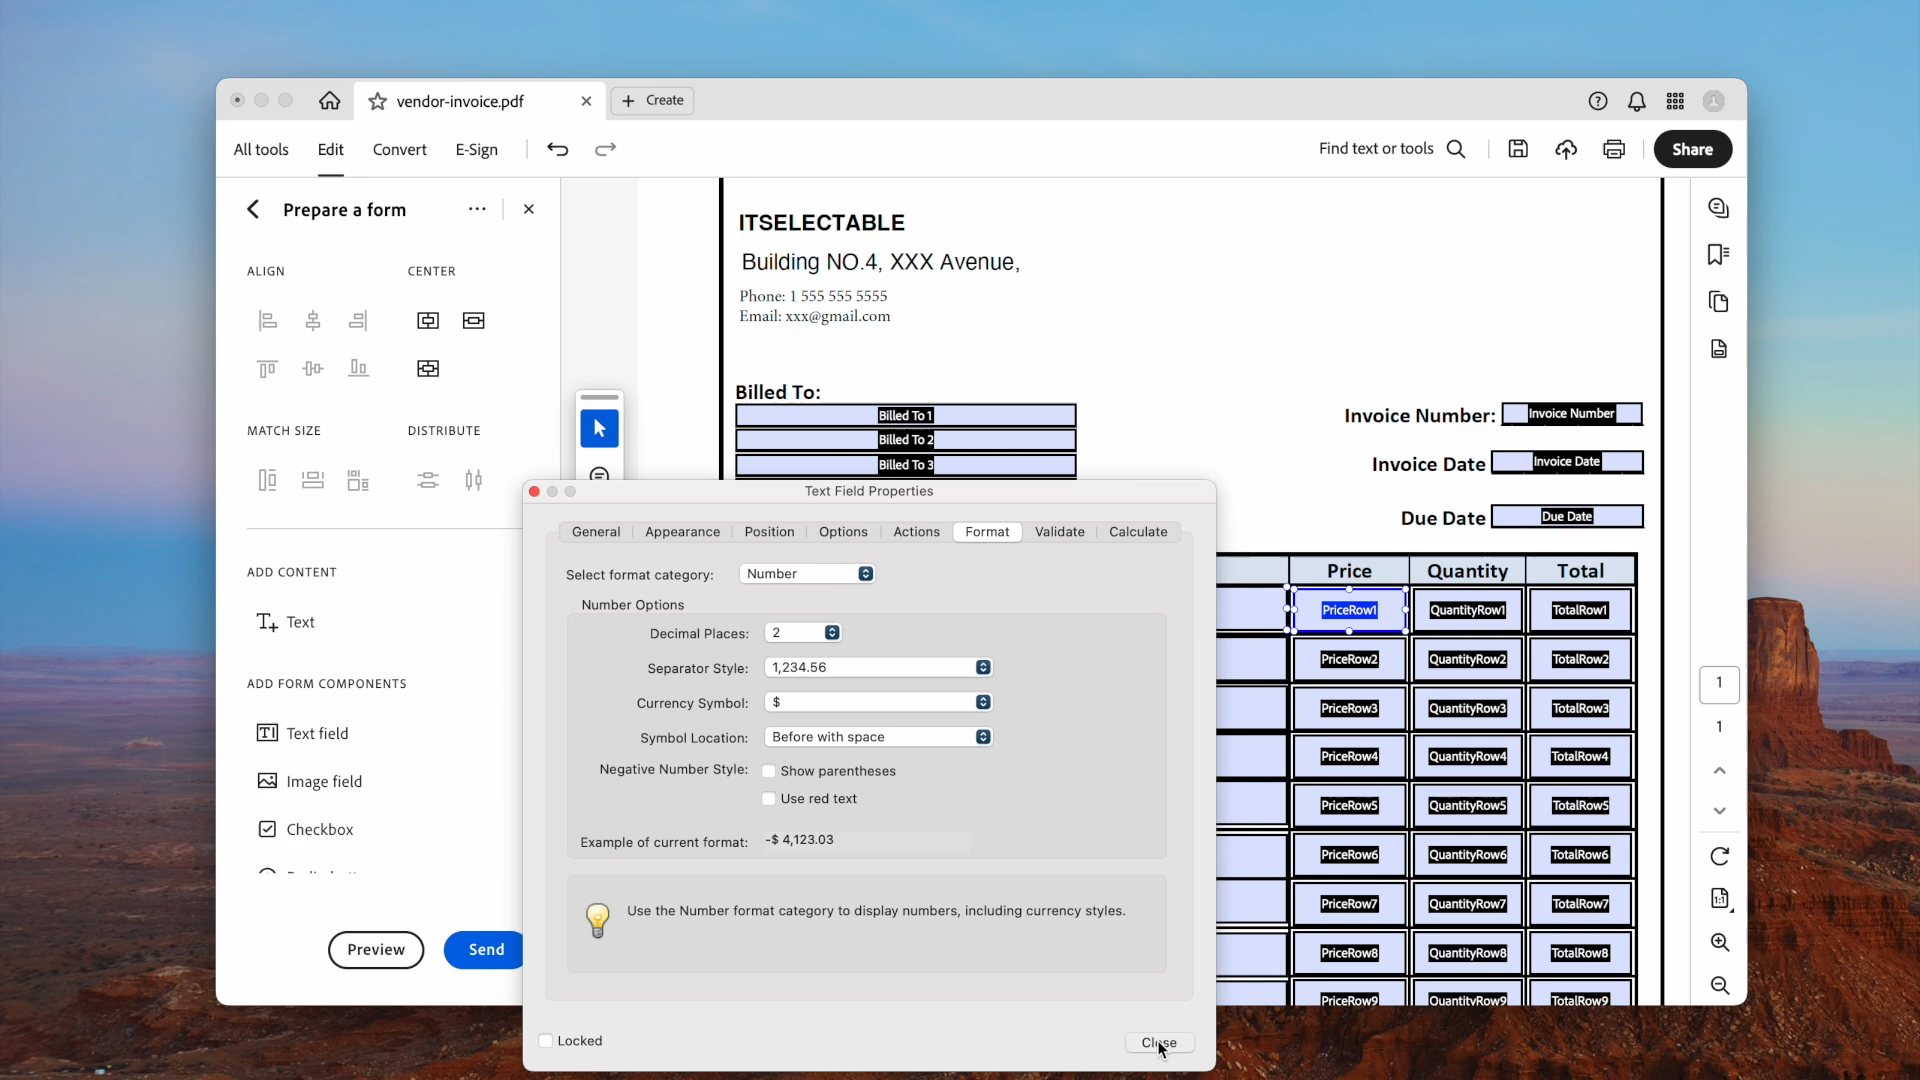 vendor-invoice.pdf
Create
All tools
Edit
Convert
E-Sign
Find text or tools
Share
Prepare a form
ALIGN
CENTER
MATCH SIZE
DISTRIBUTE
ADD CONTENT
Text
ADD FORM COMPONENTS
Text field
Image field
Checkbox
Preview
Send
ITSELECTABLE
Building NO.4, XXX Avenue,
Phone: 1 555 555 5555
Email: xxx@gmail.com
Billed To:
Billed To 1
Billed To 2
Billed To 3
Invoice Number: Invoice Number
Invoice Date Invoice Date
Due Date Due Date
Price Quantity Total
PriceRow1 QuantityRow1 TotalRow1
PriceRow2 QuantityRow2 TotalRow2
PriceRow3 QuantityRow3 TotalRow3
PriceRow4 QuantityRow4 TotalRow4
PriceRow5 QuantityRow5 TotalRow5
PriceRow6 QuantityRow6 TotalRow6
PriceRow7 QuantityRow7 TotalRow7
PriceRow8 QuantityRow8 TotalRow8
PriceRow9 QuantityRow9 TotalRow9
Text Field Properties
General Appearance Position Options Actions Format Validate Calculate
Select format category: Number
Number Options
Decimal Places: 2
Separator Style: 1,234.56
Currency Symbol: $
Symbol Location: Before with space
Negative Number Style: Show parentheses
Use red text
Example of current format: -$ 4,123.03
Use the Number format category to display numbers, including currency styles.
Locked
Close
1
1
1:1